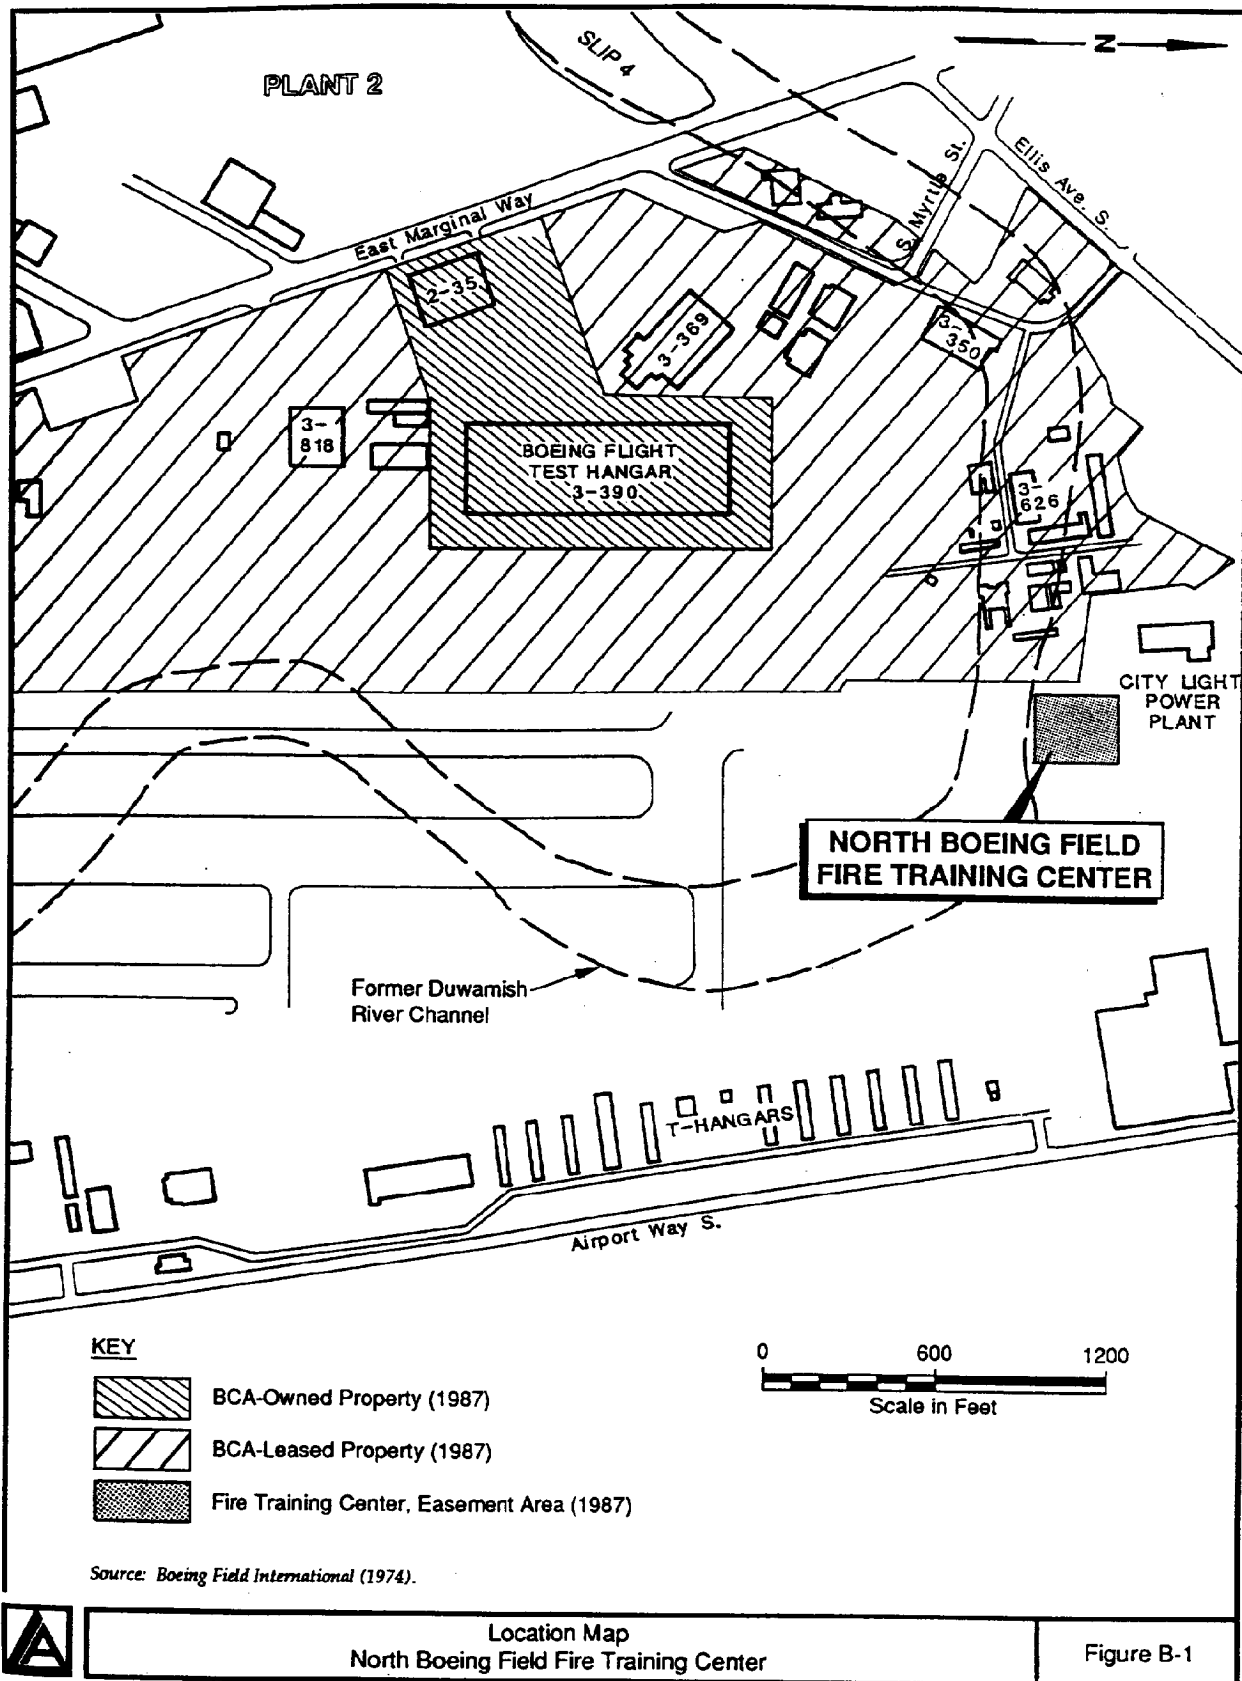 N
SLIP 4
PLANT 2
Ellis Ave. S.
S. Myrtle St.
East Marginal Way
2-35
3-369
3-
350
3-
818
BOEING FLIGHT
TEST HANGAR
3-390
3-
626
CITY LIGHT
POWER
PLANT
NORTH BOEING FIELD
FIRE TRAINING CENTER
Former Duwamish
River Channel
T-HANGARS
Airport Way S.
KEY
0 600 1200
Scale in Feet
BCA-Owned Property (1987)
BCA-Leased Property (1987)
Fire Training Center, Easement Area (1987)
Source: Boeing Field International (1974).
Location Map
North Boeing Field Fire Training Center
Figure B-1